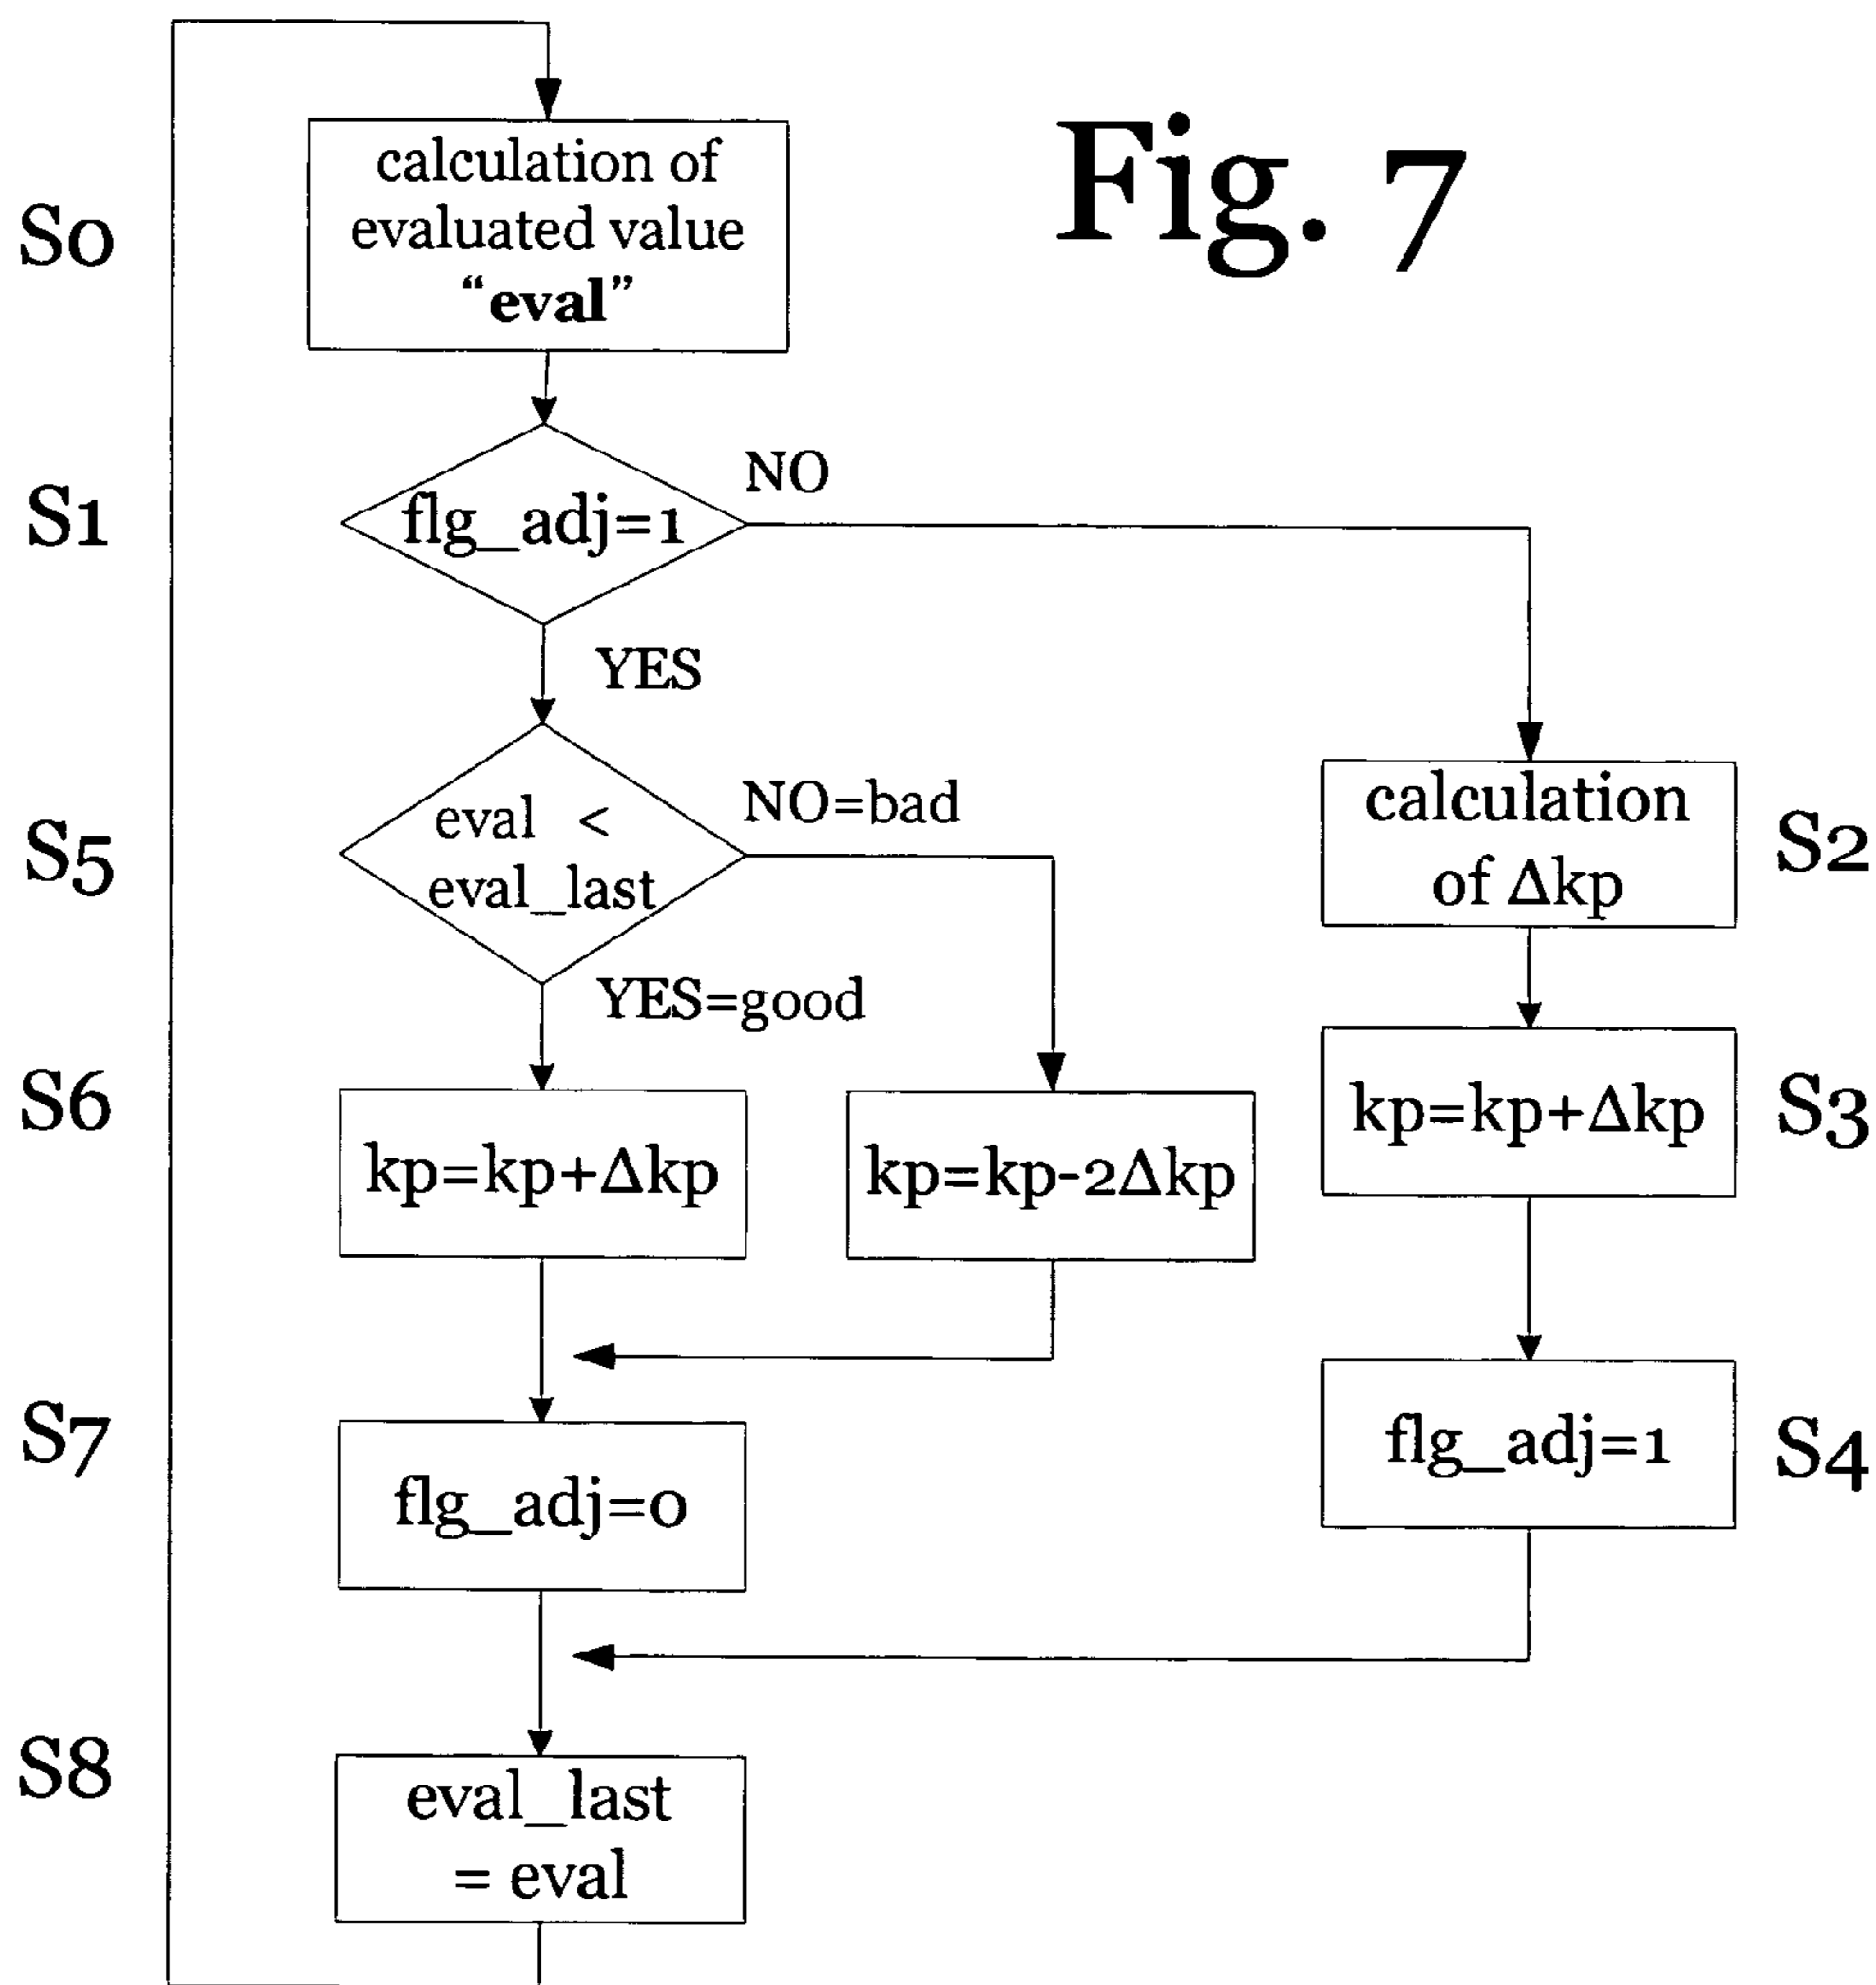 Fig. 7
S0
calculation of
evaluated value
“eval”
S1
flg_adj=1
NO
YES
S5
eval <
eval_last
NO=bad
YES=good
calculation
of Δkp
S2
S6
kp=kp+Δkp
kp=kp-2Δkp
kp=kp+Δkp
S3
S7
flg_adj=0
flg_adj=1
S4
S8
eval_last
= eval